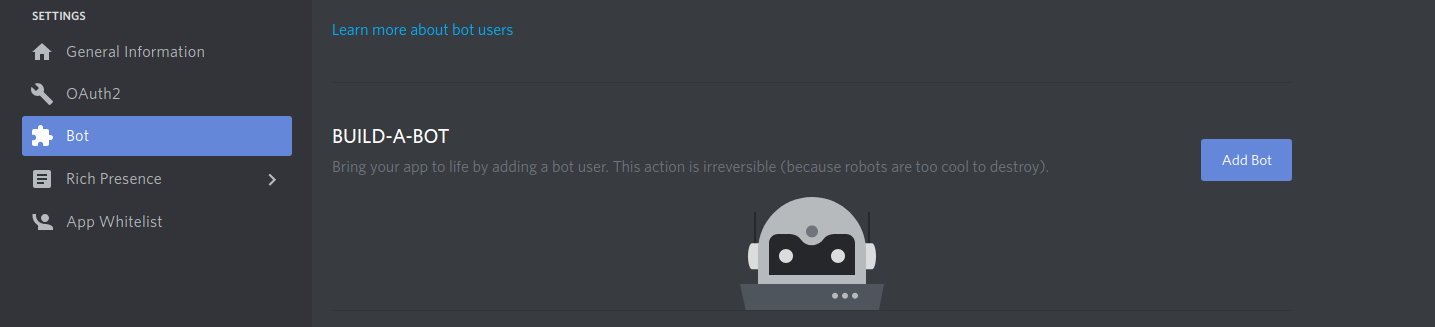 SETTINGS
General Information
OAuth2
Bot
Rich Presence
App Whitelist
Learn more about bot users
BUILD-A-BOT
Bring your app to life by adding a bot user. This action is irreversible (because robots are too cool to destroy).
Add Bot